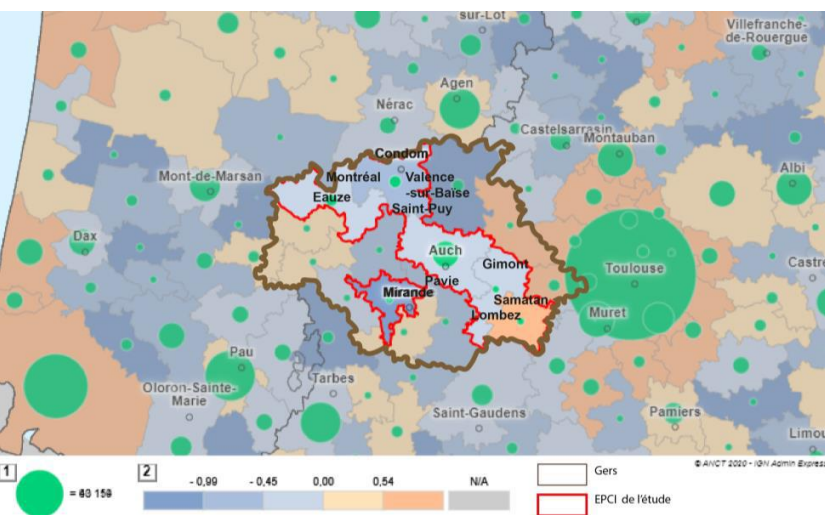 sur-Lot
Villefranche-
de-Rouergue
Agen
Nérac
Castelsarrasin
Montauban
Condom
Albi
Mont-de-Marsan
Montréal
Valence
-sur-Baïse
Eauze
Saint-Puy
Dax
Auch
Gimont
Toulouse
Castre
Pavie
Mirande
Samatan
Lombez
Muret
Pau
Tarbes
Oloron-Sainte-
Marie
Saint-Gaudens
Pamiers
Limou
© ANCT 2020 - IGN Admin Express
1
2
- 0,99
- 0,45
0,00
0,54
N/A
Gers
EPCI de l'étude